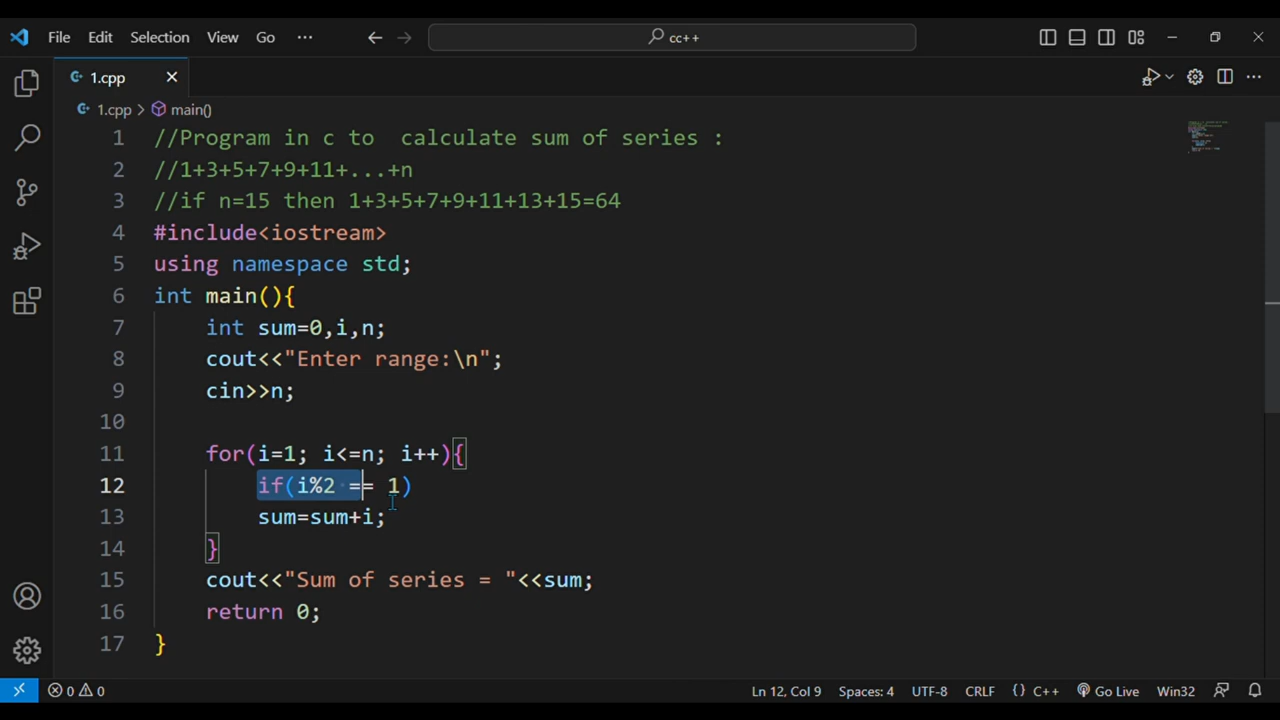 File Edit Selection View Go ··· cc++
1.cpp
1.cpp > main()
1 //Program in c to  calculate sum of series :
2 //1+3+5+7+9+11+...+n
3 //if n=15 then 1+3+5+7+9+11+13+15=64
4 #include<iostream>
5 using namespace std;
6 int main(){
7     int sum=0,i,n;
8     cout<<"Enter range:\n";
9     cin>>n;
10
11     for(i=1; i<=n; i++){
12         if(i%2 == 1)
13         sum=sum+i;
14     }
15     cout<<"Sum of series = "<<sum;
16     return 0;
17 }
0 0 Ln 12, Col 9 Spaces: 4 UTF-8 CRLF {} C++ Go Live Win32